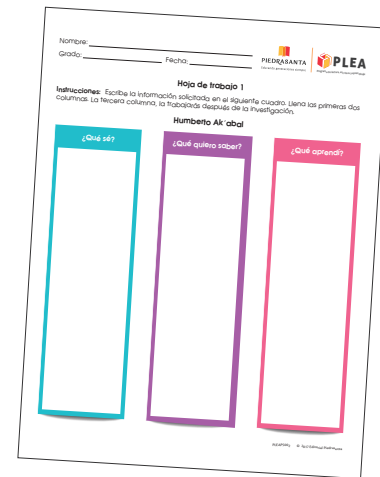 Nombre:
Grado: Fecha:
PIEDRASANTA PLEA
Hoja de trabajo 1
Instrucciones: Escribe la información solicitada en el siguiente cuadro. Llena las primeras dos
columnas. La tercera columna, la trabajarás después de la investigación.
Humberto Ak´abal
¿Qué sé? ¿Qué quiero saber? ¿Qué aprendí?